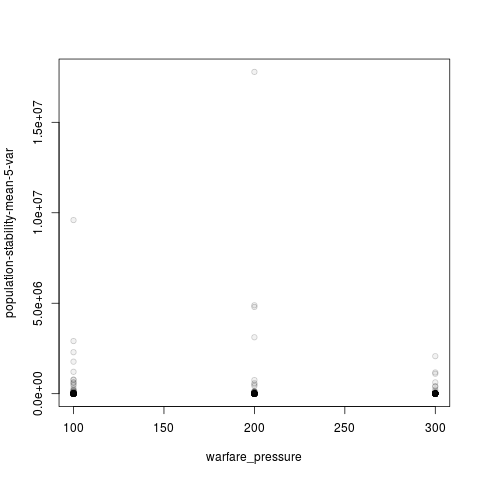 population-stability-mean-5-var
1.5e+07
1.0e+07
5.0e+06
0.0e+00
100 150 200 250 300
warfare_pressure